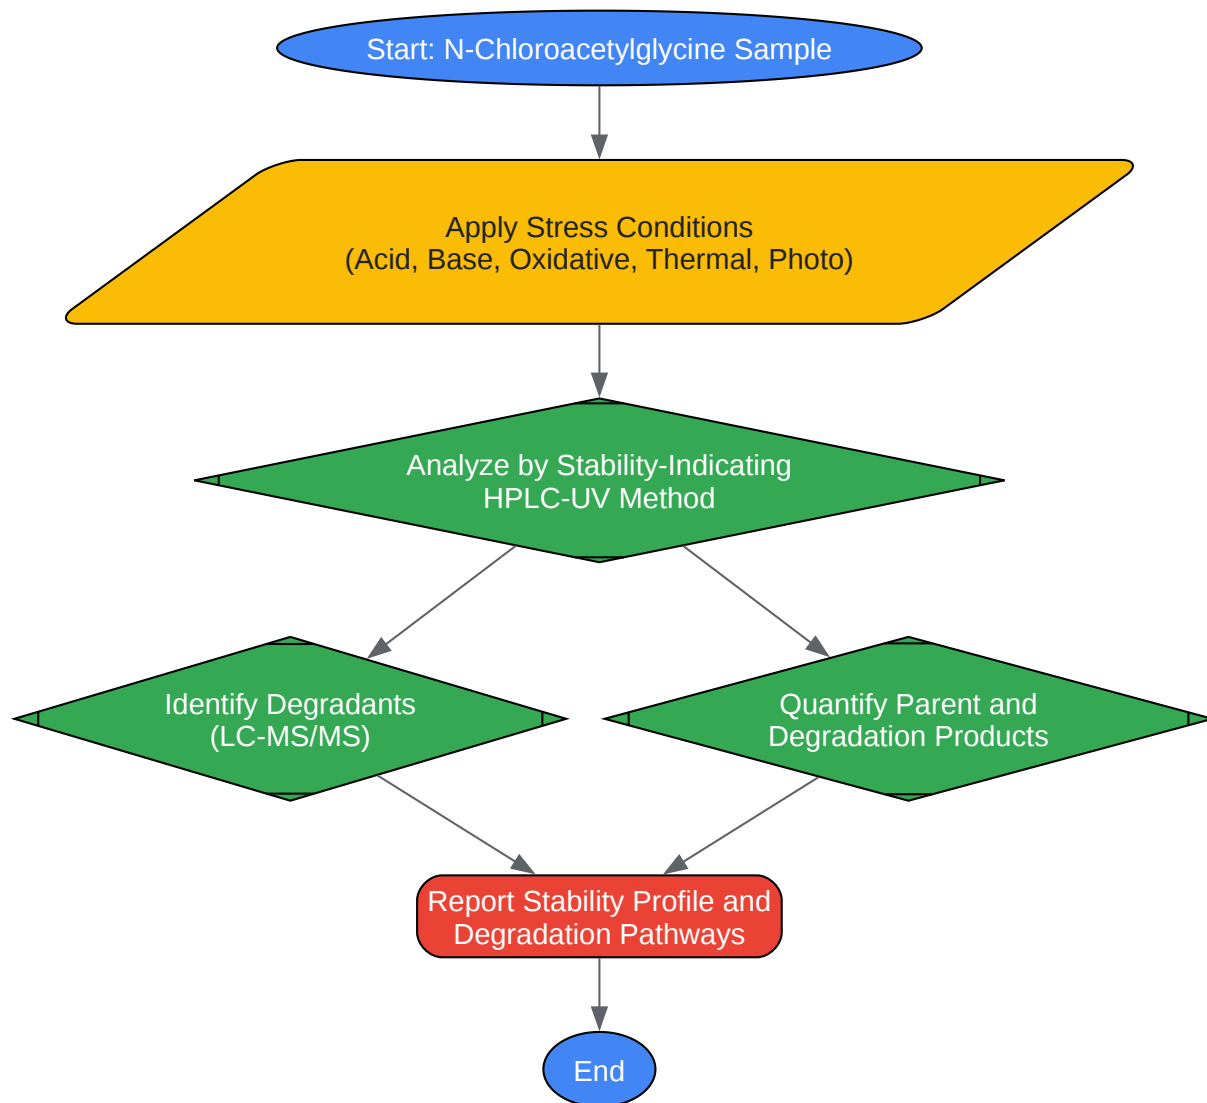 Start: N-Chloroacetylglycine Sample
Apply Stress Conditions
(Acid, Base, Oxidative, Thermal, Photo)
Analyze by Stability-Indicating
HPLC-UV Method
Identify Degradants
(LC-MS/MS)
Quantify Parent and
Degradation Products
Report Stability Profile and
Degradation Pathways
End